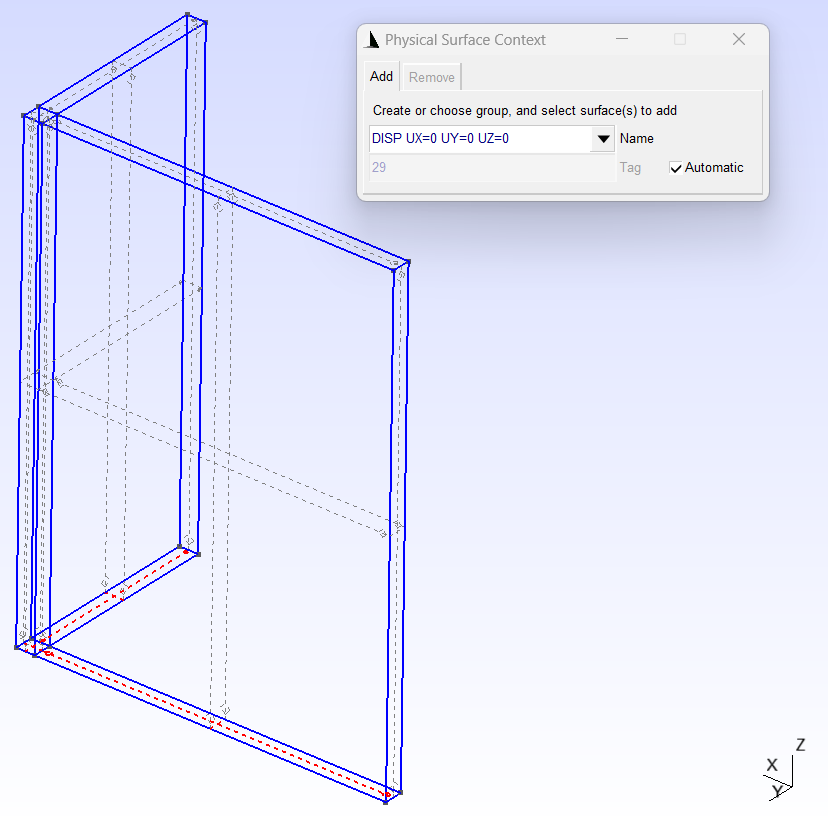 Physical Surface Context
Add
Remove
Create or choose group, and select surface(s) to add
DISP UX=0 UY=0 UZ=0
Name
29
Tag
Automatic
Z
X
Y